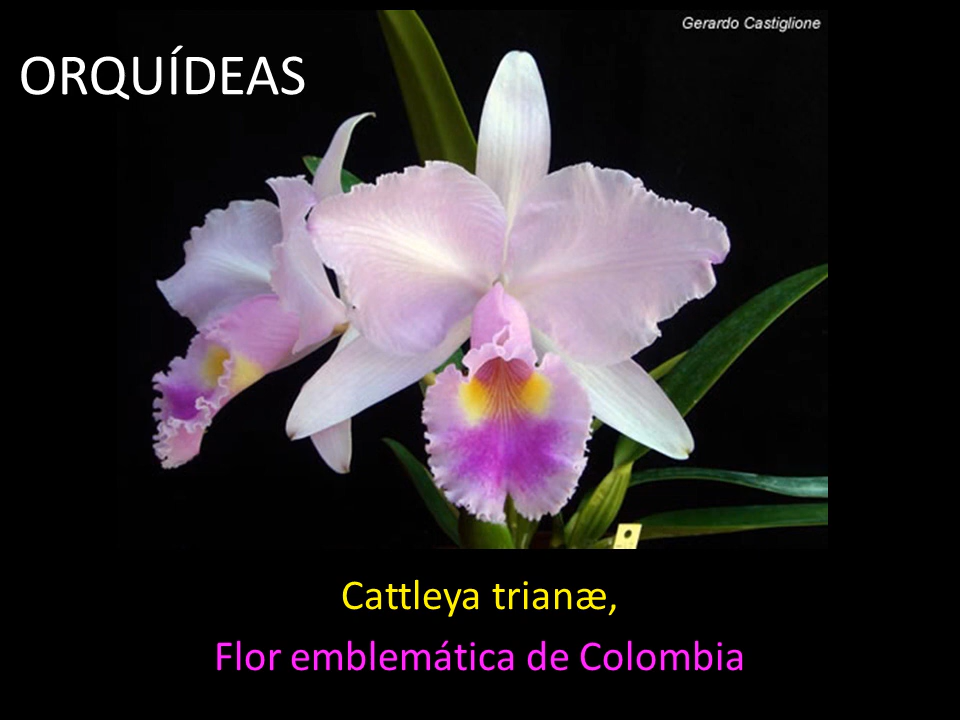 Gerardo Castiglione
ORQUÍDEAS
Cattleya trianæ,
Flor emblemática de Colombia